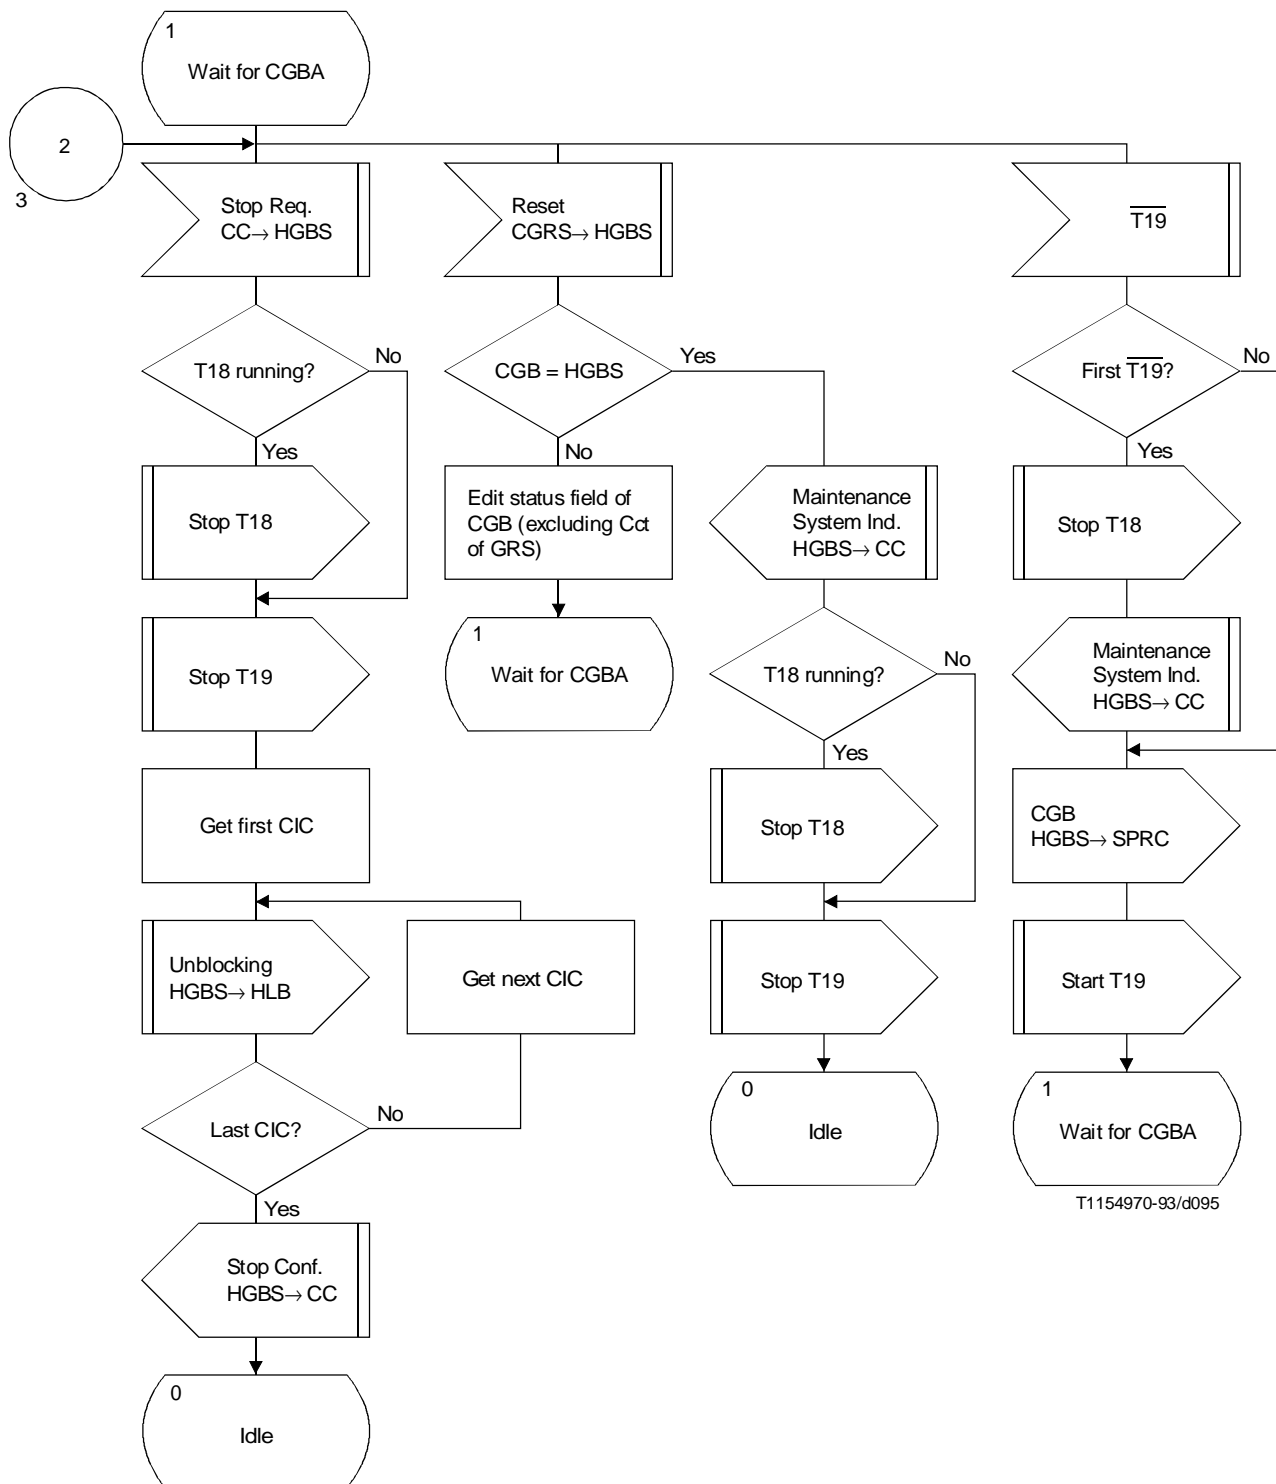 1
Wait for CGBA
2
3
Stop Req.
CC→ HGBS
Reset
CGRS→ HGBS
T19
T18 running?
No
CGB = HGBS
Yes
First T19?
No
Yes
No
Yes
Stop T18
Edit status field of
CGB (excluding Cct
of GRS)
Maintenance
System Ind.
HGBS→ CC
Stop T18
Stop T19
1
Wait for CGBA
T18 running?
No
Maintenance
System Ind.
HGBS→ CC
Yes
Get first CIC
Stop T18
CGB
HGBS→ SPRC
Unblocking
HGBS→ HLB
Get next CIC
Stop T19
Start T19
Last CIC?
No
0
Idle
1
Wait for CGBA
T1154970-93/d095
Yes
Stop Conf.
HGBS→ CC
0
Idle